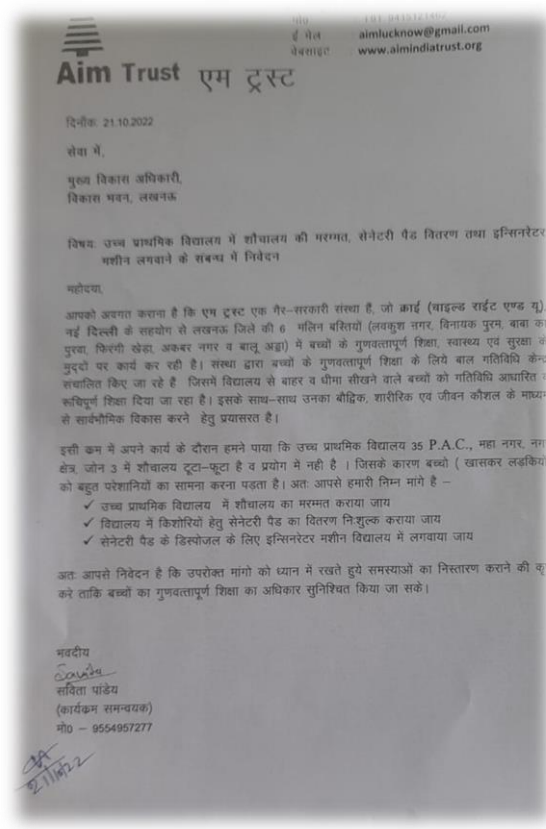 ई मेल aimlucknow@gmail.com
वेबसाइट www.aimindiatrust.org
Aim Trust एम ट्रस्ट
दिनाँक: 21.10.2022
सेवा में,
मुख्य विकास अधिकारी,
विकास भवन, लखनऊ
विषय: उच्च प्राथमिक विद्यालय में शौचालय की मरम्मत, सेनेटरी पैड वितरण तथा इन्सिनरेटर
मशीन लगवाने के संबन्ध में निवेदन
महोदया,
आपको अवगत कराना है कि एम ट्रस्ट एक गैर-सरकारी संस्था है, जो क्राई (चाइल्ड राईट एण्ड यू),
नई दिल्ली के सहयोग से लखनऊ जिले की 6 मलिन बस्तियों (लवकुश नगर, विनायक पुरम, बाबा का
पुरवा, फिरंगी खेड़ा, अकबर नगर व बालू अड्डा) में बच्चों के गुणवत्तापूर्ण शिक्षा, स्वास्थ्य एवं सुरक्षा के
मुद्दों पर कार्य कर रही है। संस्था द्वारा बच्चों के गुणवत्तापूर्ण शिक्षा के लिये बाल गतिविधि केन्द्र
संचालित किए जा रहे हैं जिसमें विद्यालय से बाहर व धीमा सीखने वाले बच्चों को गतिविधि आधारित व
रूचिपूर्ण शिक्षा दिया जा रहा है। इसके साथ-साथ उनका बौद्विक, शारीरिक एवं जीवन कौशल के माध्यम
से सार्वभौमिक विकास करने हेतु प्रयासरत है।
इसी क्रम में अपने कार्य के दौरान हमने पाया कि उच्च प्राथमिक विद्यालय 35 P.A.C., महा नगर, नगर
क्षेत्र, जोन 3 में शौचालय टूटा-फूटा है व प्रयोग में नही है । जिसके कारण बच्चो ( खासकर लड़कियों
को बहुत परेशानियों का सामना करना पड़ता है। अतः आपसे हमारी निम्न मांगे है –
✓ उच्च प्राथमिक विद्यालय में शौचालय का मरम्मत कराया जाय
✓ विद्यालय में किशोरियों हेतु सेनेटरी पैड का वितरण निःशुल्क कराया जाय
✓ सेनेटरी पैड के डिस्पोजल के लिए इन्सिनरेटर मशीन विद्यालय में लगवाया जाय
अतः आपसे निवेदन है कि उपरोक्त मांगो को ध्यान में रखते हुये समस्याओं का निस्तारण कराने की कृ
करे ताकि बच्चों का गुणवत्तापूर्ण शिक्षा का अधिकार सुनिश्चित किया जा सके।
भवदीय
Savita
सविता पांडेय
(कार्यक्रम समन्वयक)
मो0 – 9554957277